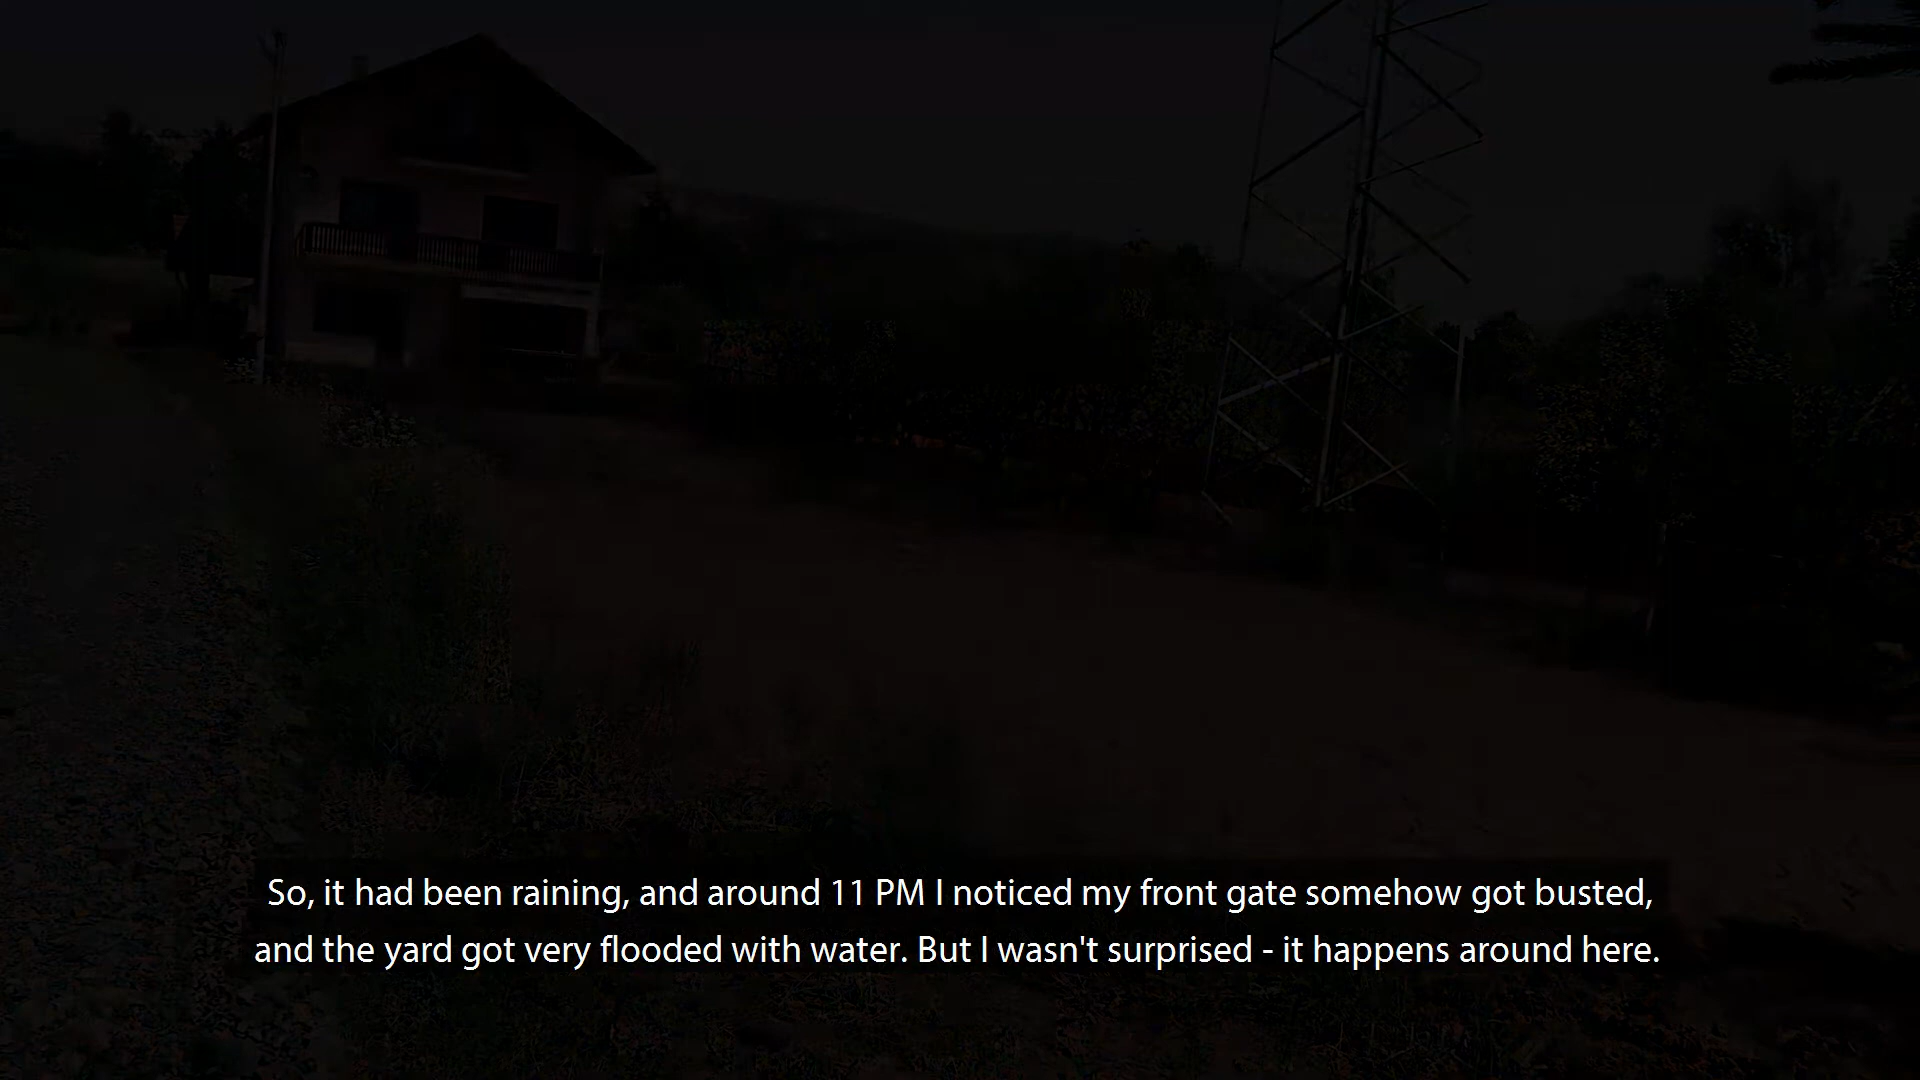 So, it had been raining, and around 11 PM I noticed my front gate somehow got busted,
and the yard got very flooded with water. But I wasn't surprised - it happens around here.